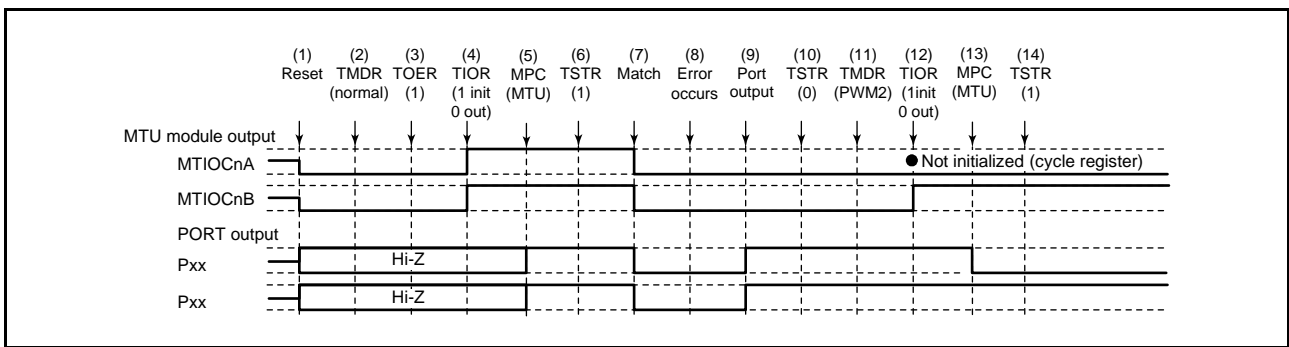 (1) (2) (3) (4) (5) (6) (7) (8) (9) (10) (11) (12) (13) (14)
Reset TMDR TOER TIOR MPC TSTR Match Error Port TSTR TMDR TIOR MPC TSTR
(normal) (1) (1 init (MTU) (1) occurs output (0) (PWM2) (1init (MTU) (1)
0 out) 0 out)
MTU module output
MTIOCnA ● Not initialized (cycle register)
MTIOCnB
PORT output
Pxx Hi-Z
Pxx Hi-Z